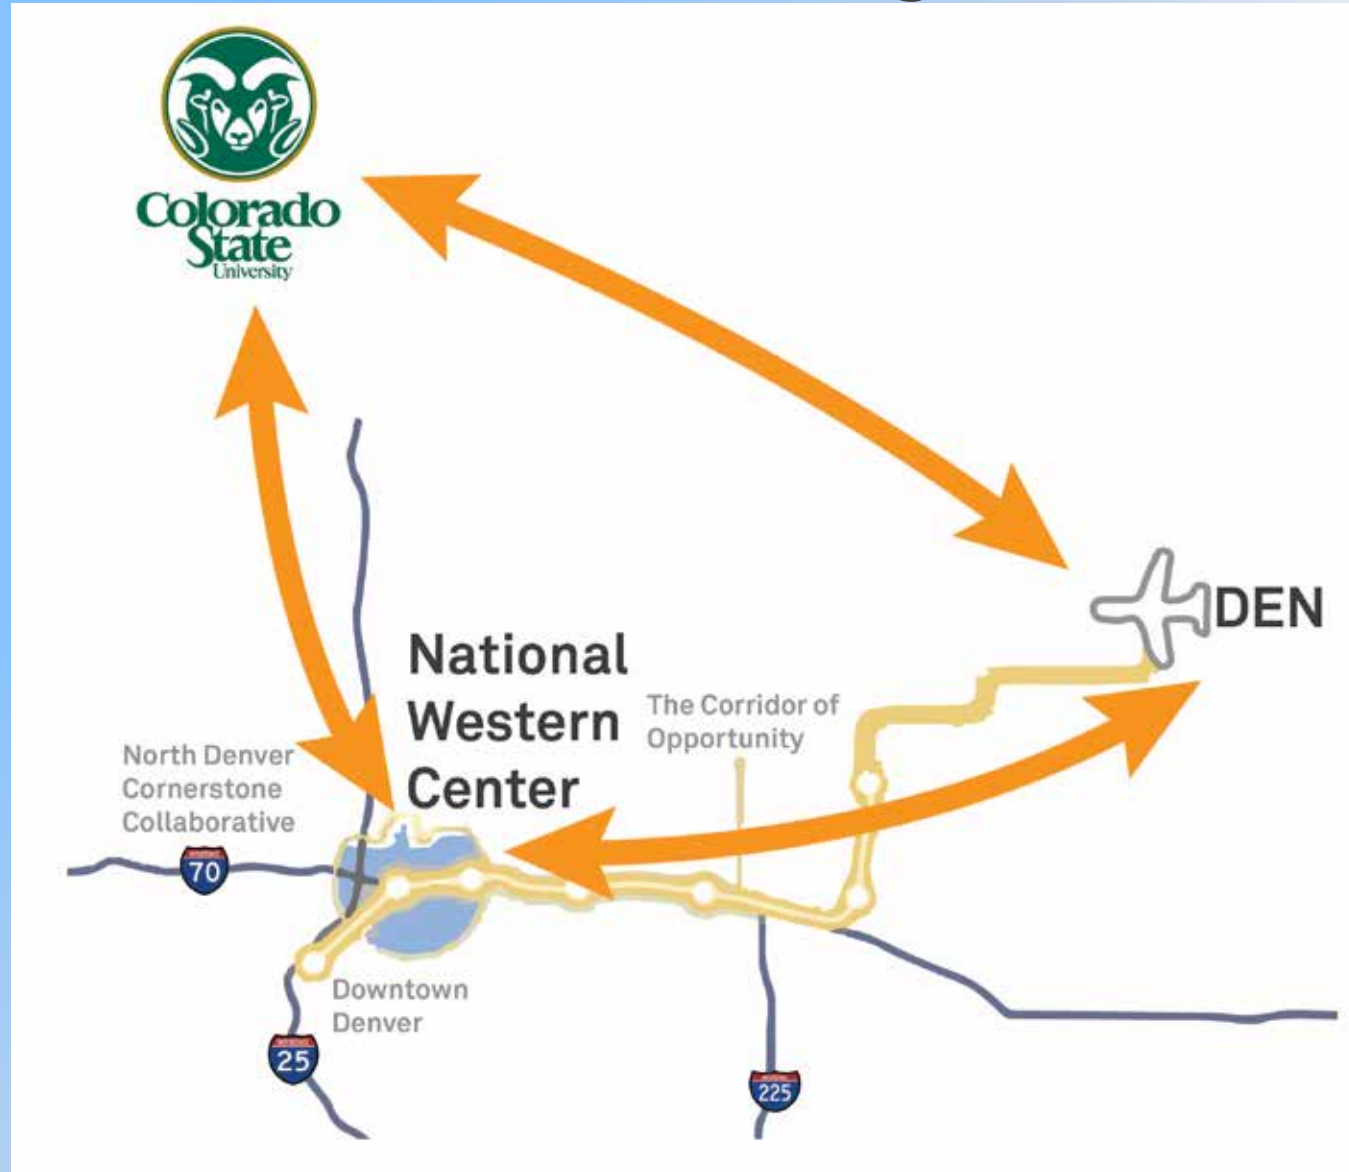 Colorado
State
University
DEN
National
Western
Center
The Corridor of
Opportunity
North Denver
Cornerstone
Collaborative
70
Downtown
Denver
25
225